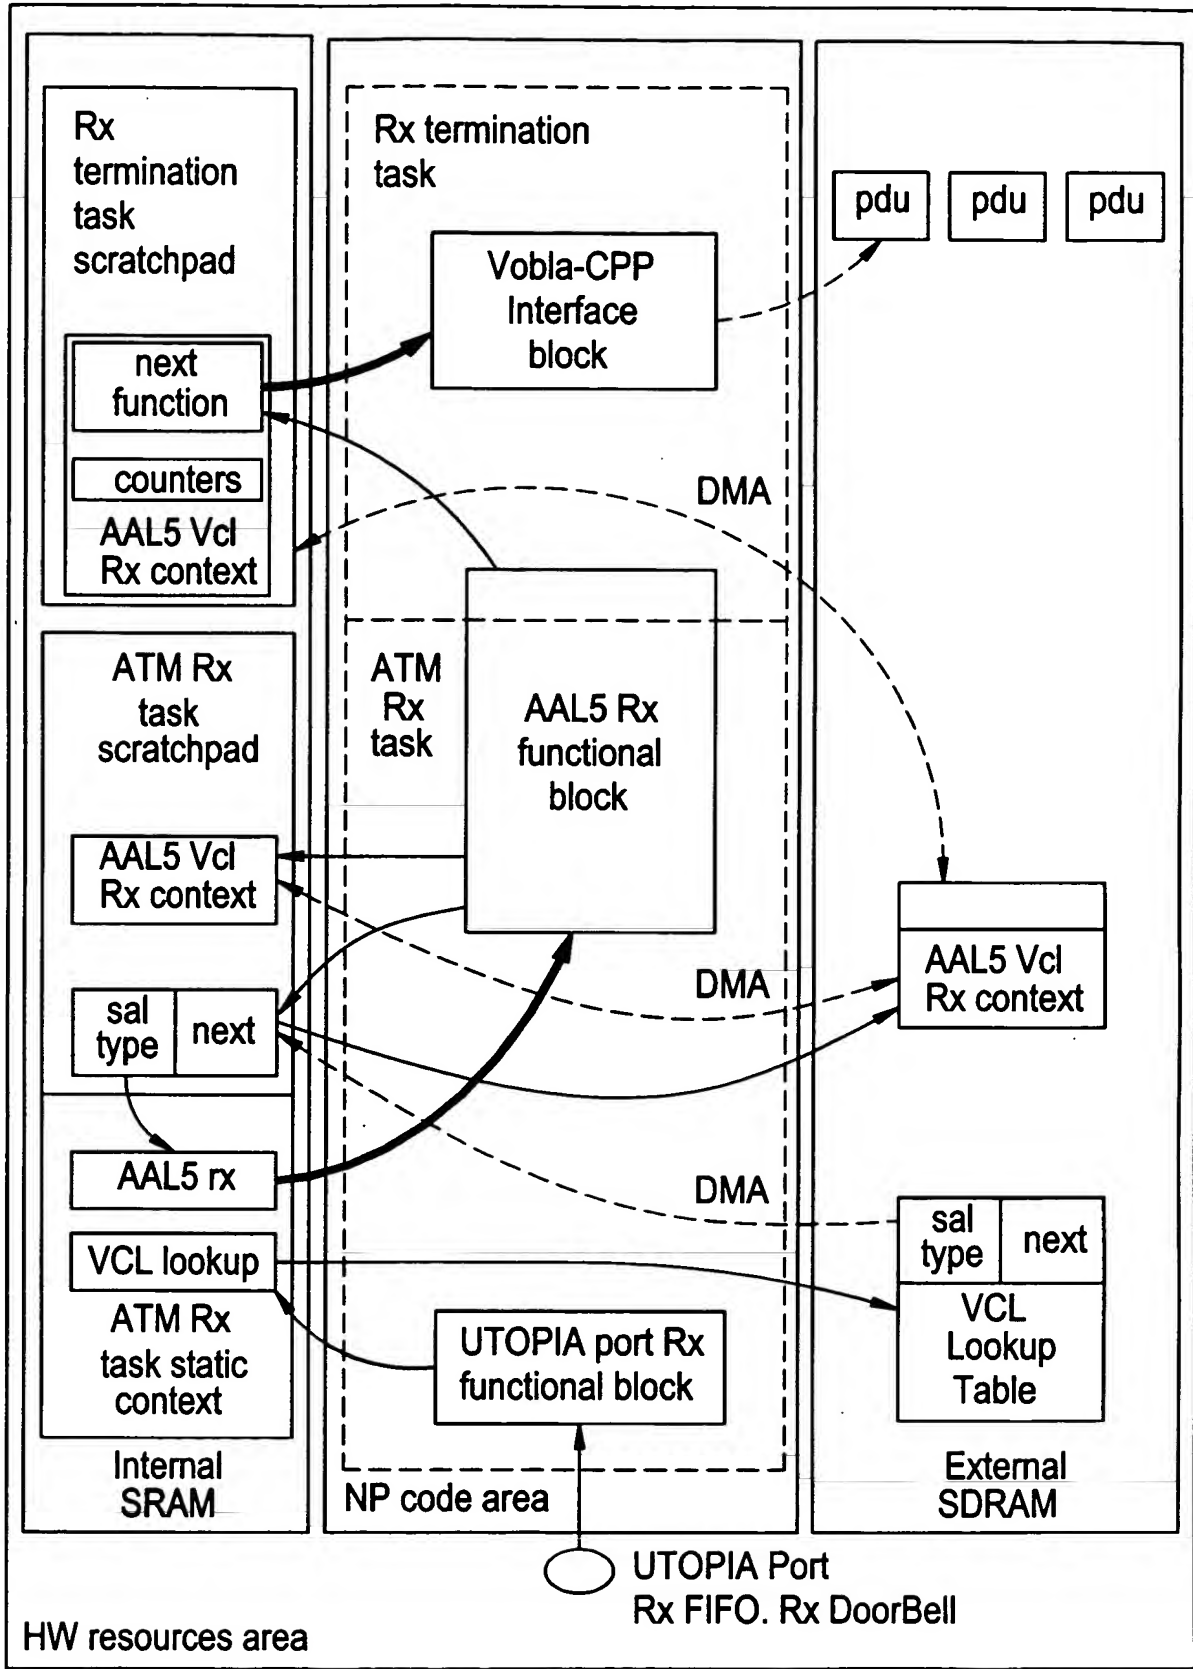 Rx
termination
task
scratchpad
next
function
counters
AAL5 Vcl
Rx context
ATM Rx
task
scratchpad
AAL5 Vcl
Rx context
sal
type
next
AAL5 rx
VCL lookup
ATM Rx
task static
context
Internal
SRAM
Rx termination
task
Vobla-CPP
Interface
block
DMA
ATM
Rx
task
AAL5 Rx
functional
block
DMA
DMA
UTOPIA port Rx
functional block
NP code area
pdu
pdu
pdu
AAL5 Vcl
Rx context
sal
type
next
VCL
Lookup
Table
External
SDRAM
UTOPIA Port
Rx FIFO. Rx DoorBell
HW resources area